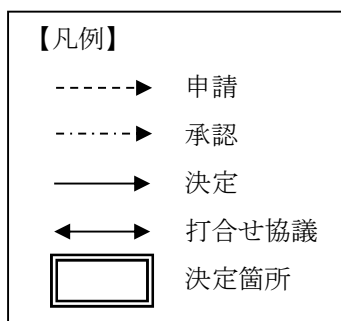 【凡例】
申請
承認
決定
打合せ協議
決定箇所